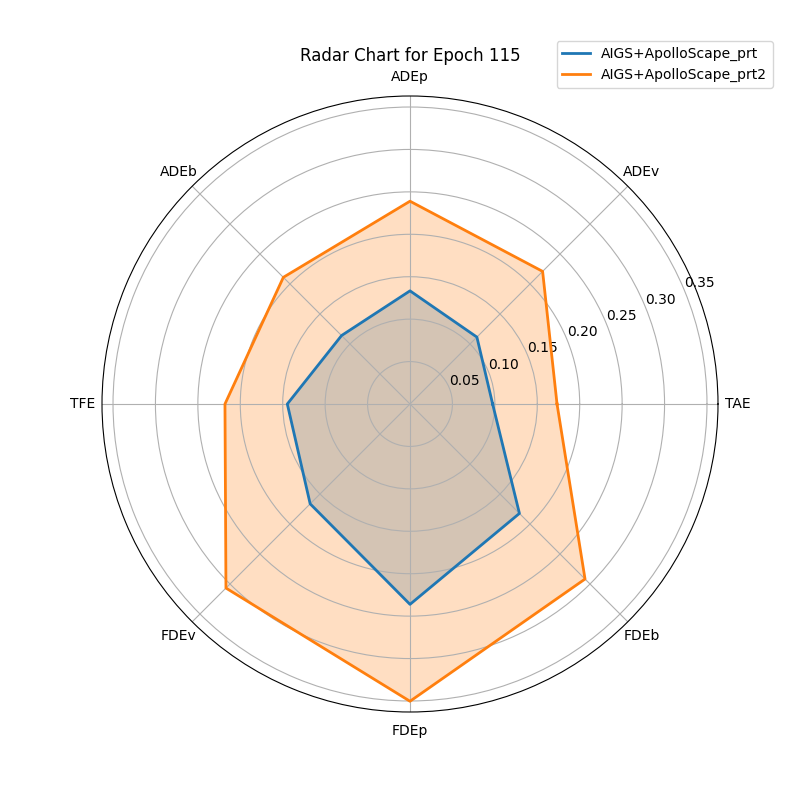 Radar Chart for Epoch 115
AIGS+ApolloScape_prt
AIGS+ApolloScape_prt2
ADEp
ADEb
ADEv
0.35
0.30
0.25
0.20
0.15
0.10
0.05
TFE
TAE
FDEv
FDEb
FDEp